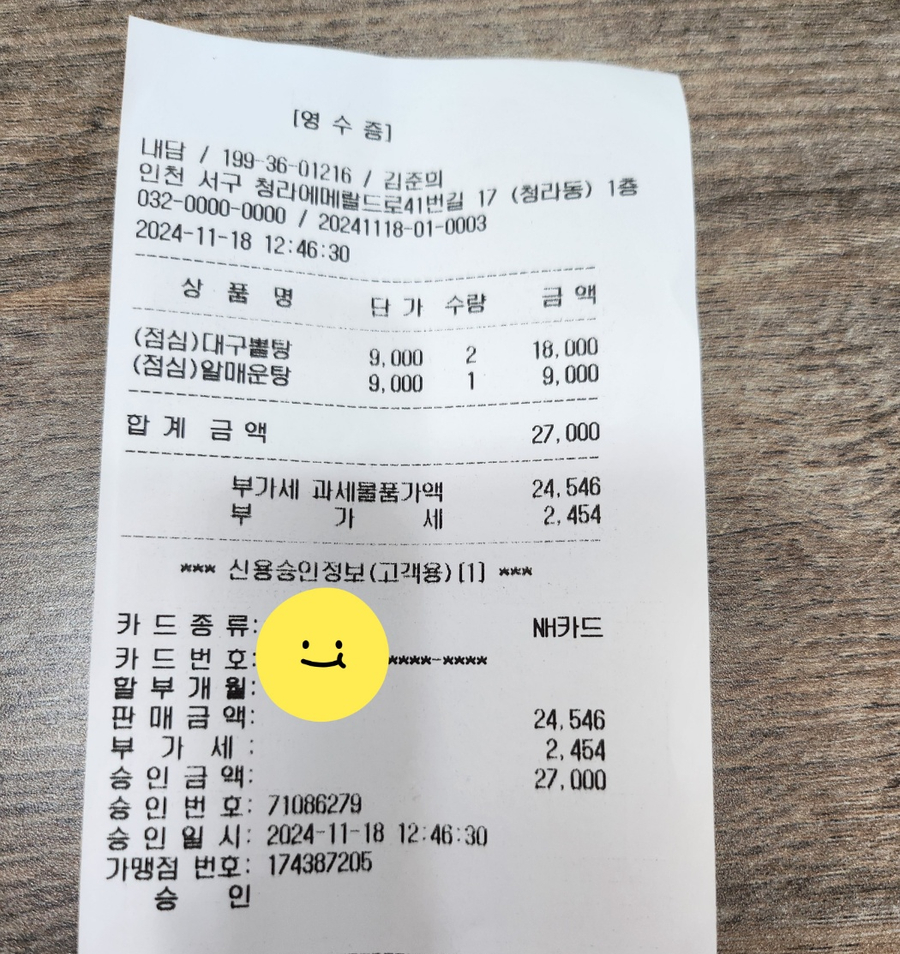 [영 수 증]
내담 / 199-36-01216 / 김준의
인천 서구 청라에메랄드로41번길 17 (청라동) 1층
032-0000-0000 / 20241118-01-0003
2024-11-18 12:46:30
상 품 명 단 가 수량 금 액
(점심)대구뽈탕 9,000 2 18,000
(점심)알매운탕 9,000 1 9,000
합 계 금 액 27,000
부가세 과세물품가액 24,546
부 가 세 2,454
*** 신용승인정보(고객용)[1] ***
카 드 종 류: NH카드
카 드 번 호: ****-****
할 부 개 월:
판 매 금 액: 24,546
부 가 세 : 2,454
승 인 금 액: 27,000
승 인 번 호: 71086279
승 인 일 시: 2024-11-18 12:46:30
가맹점 번호: 174387205
승 인